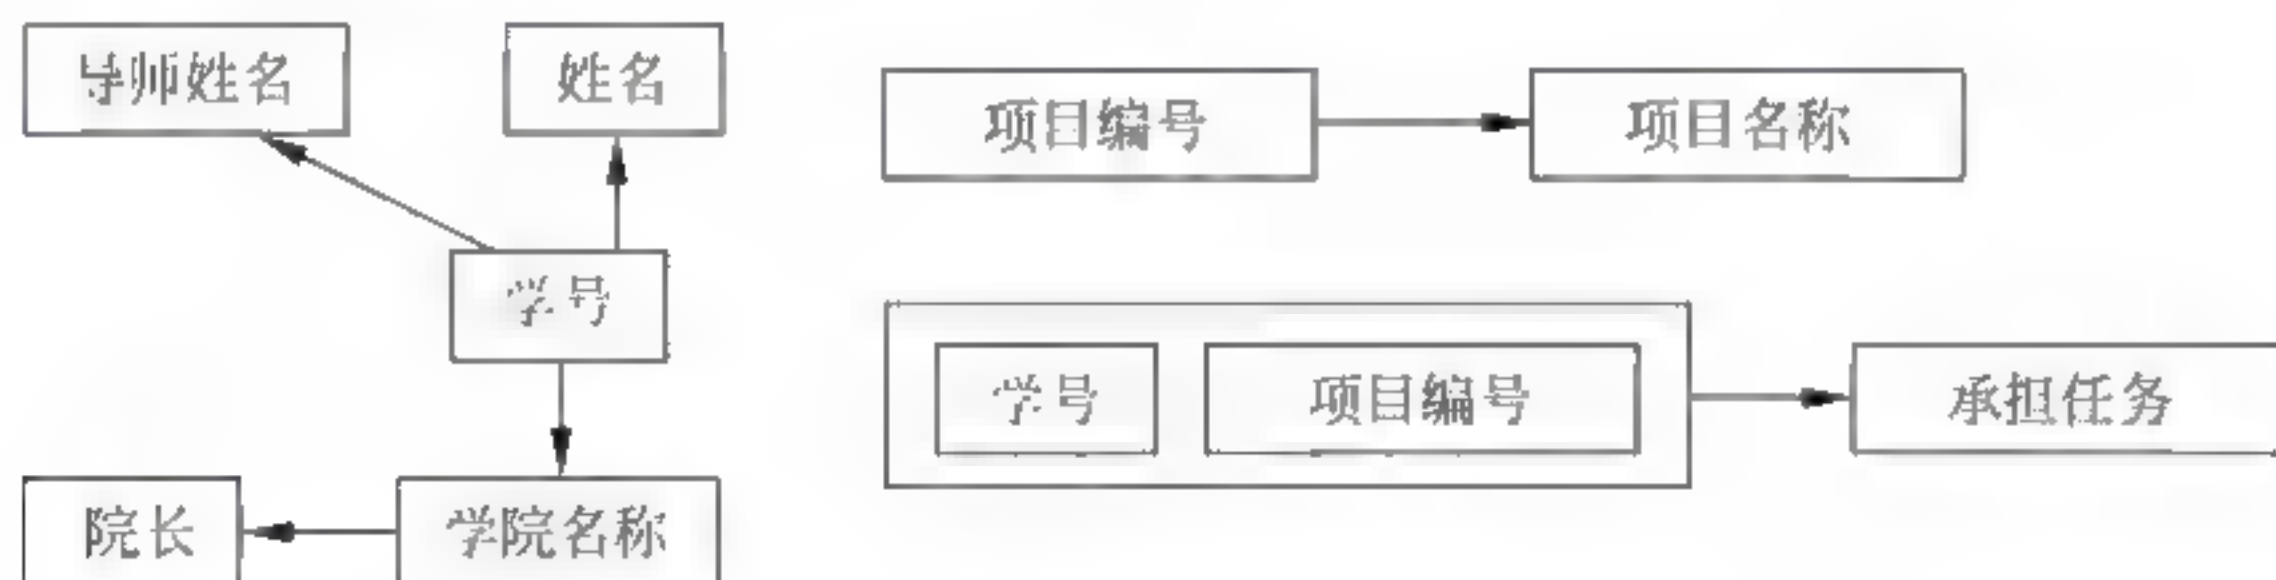 导师姓名
姓名
项目编号
项目名称
学号
学号
项目编号
承担任务
院长
学院名称